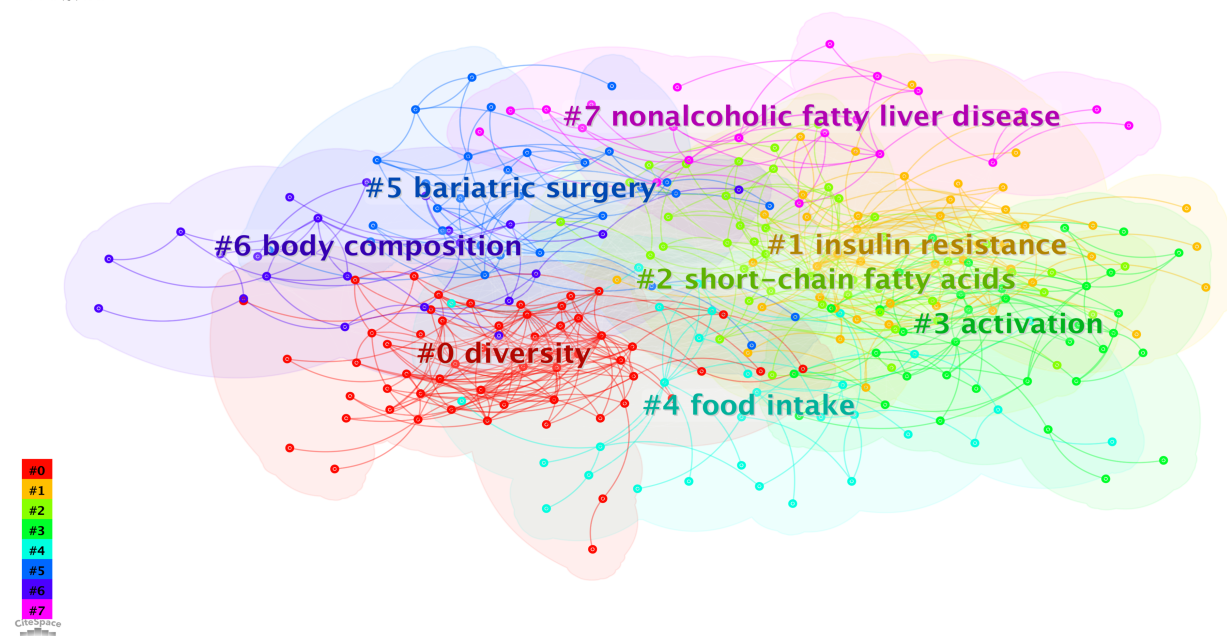 #7 nonalcoholic fatty liver disease
#5 bariatric surgery
#6 body composition
#1 insulin resistance
#2 short-chain fatty acids
#3 activation
#0 diversity
#4 food intake
#0
#1
#2
#3
#4
#5
#6
#7
CiteSpace